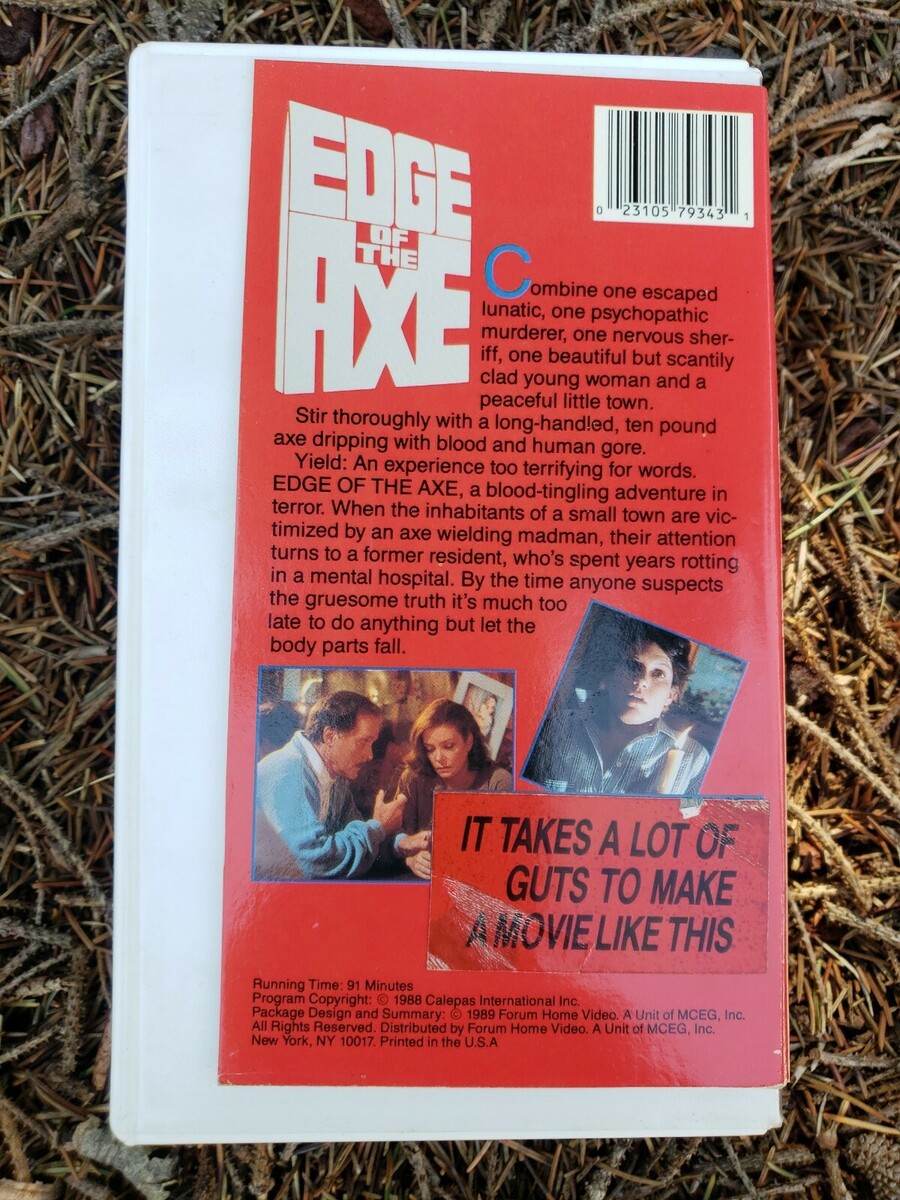 EDGE
OF
THE
AXE
0 23105 79343 1
Combine one escaped
lunatic, one psychopathic
murderer, one nervous sher-
iff, one beautiful but scantily
clad young woman and a
peaceful little town.
Stir thoroughly with a long-handled, ten pound
axe dripping with blood and human gore.
Yield: An experience too terrifying for words.
EDGE OF THE AXE, a blood-tingling adventure in
terror. When the inhabitants of a small town are vic-
timized by an axe wielding madman, their attention
turns to a former resident, who's spent years rotting
in a mental hospital. By the time anyone suspects
the gruesome truth it's much too
late to do anything but let the
body parts fall.
IT TAKES A LOT OF
GUTS TO MAKE
A MOVIE LIKE THIS
Running Time: 91 Minutes
Program Copyright: © 1988 Calepas International Inc.
Package Design and Summary: © 1989 Forum Home Video. A Unit of MCEG, Inc.
All Rights Reserved. Distributed by Forum Home Video. A Unit of MCEG, Inc.
New York, NY 10017. Printed in the U.S.A